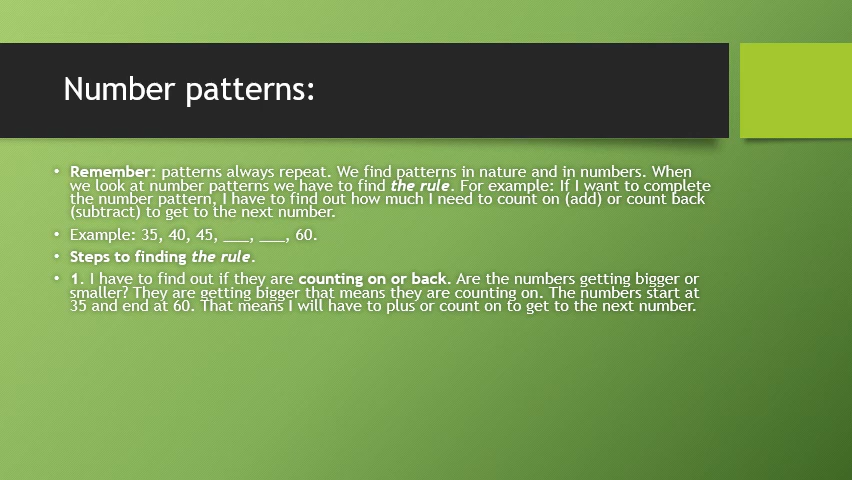 Number patterns:
• Remember: patterns always repeat. We find patterns in nature and in numbers. When
we look at number patterns we have to find the rule. For example: If I want to complete
the number pattern, I have to find out how much I need to count on (add) or count back
(subtract) to get to the next number.
• Example: 35, 40, 45, ___, ___, 60.
• Steps to finding the rule.
• 1. I have to find out if they are counting on or back. Are the numbers getting bigger or
smaller? They are getting bigger that means they are counting on. The numbers start at
35 and end at 60. That means I will have to plus or count on to get to the next number.